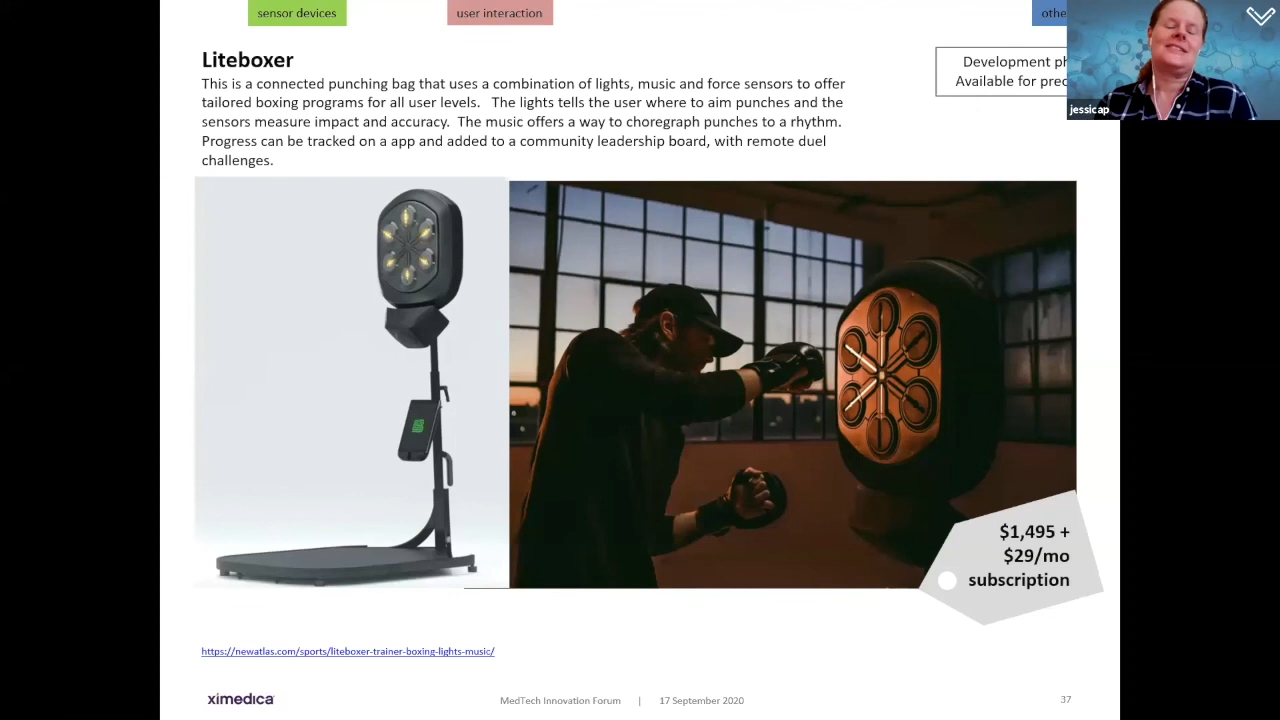 sensor devices
user interaction
Liteboxer
This is a connected punching bag that uses a combination of lights, music and force sensors to offer
tailored boxing programs for all user levels.   The lights tells the user where to aim punches and the
sensors measure impact and accuracy.  The music offers a way to choregraph punches to a rhythm.
Progress can be tracked on a app and added to a community leadership board, with remote duel
challenges.
Development
Available for
jessicap
$1,495 +
$29/mo
subscription
https://newatlas.com/sports/liteboxer-trainer-boxing-lights-music/
ximedica
MedTech Innovation Forum | 17 September 2020
37